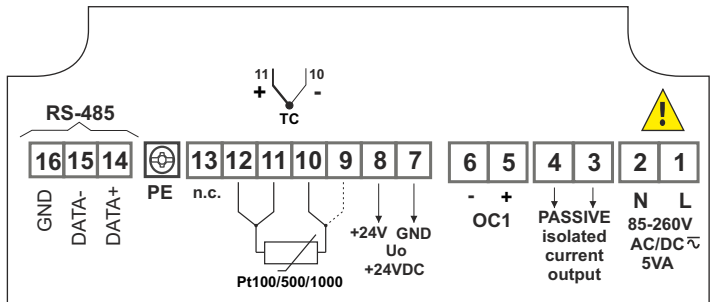 11 10
+ -
TC
RS-485
16 15 14 PE 13 12 11 10 9 8 7 6 5 4 3 2 1
GND
DATA-
DATA+
n.c.
Pt100/500/1000
+24V GND
Uo
+24VDC
- +
OC1
PASSIVE
isolated
current
output
N L
85-260V
AC/DC
5VA